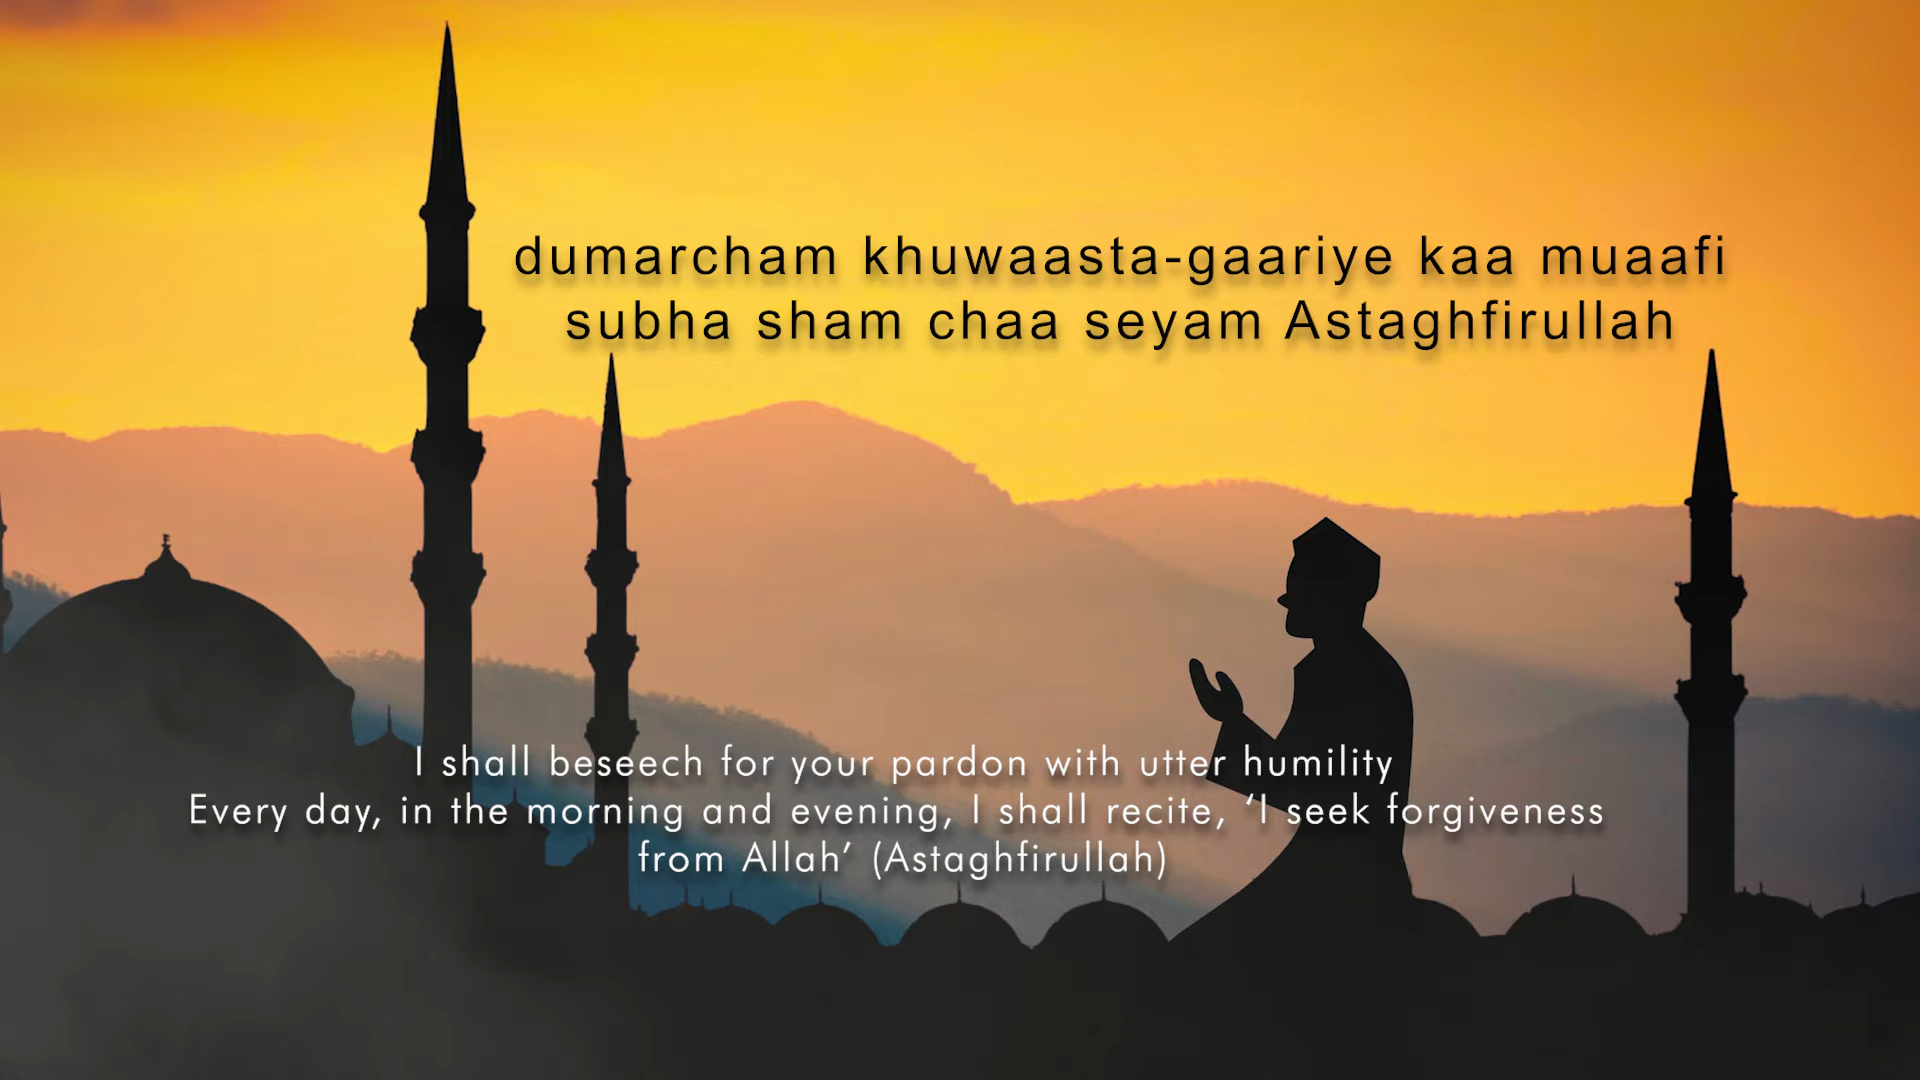 dumarcham khuwaasta-gaariye kaa muaafi
subha sham chaa seyam Astaghfirullah
I shall beseech for your pardon with utter humility
Every day, in the morning and evening, I shall recite, ‘I seek forgiveness
from Allah’ (Astaghfirullah)